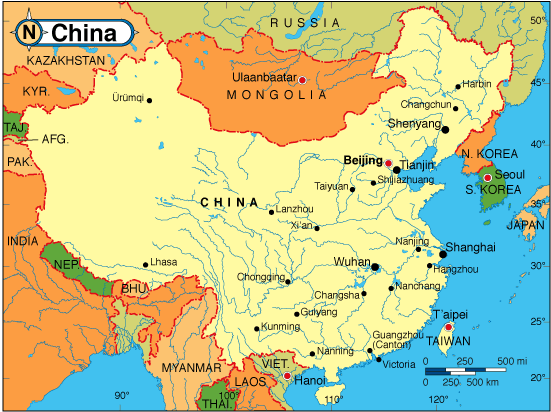 N China
RUSSIA
50°
KAZAKHSTAN
Ulaanbaatar
MONGOLIA
45°
KYR.
Ürümqi
Harbin
Changchun
TAJ.
Shenyang
AFG.
40°
PAK.
Beijing
Tianjin
N. KOREA
Shijiazhuang
Seoul
Taiyuan
S. KOREA
CHINA
35°
Lanzhou
Xi'an
JAPAN
INDIA
Nanjing
Shanghai
NEP.
Lhasa
Wuhan
Hangzhou
30°
Chongqing
BHU.
Nanchang
Changsha
Guiyang
T'aipei
25°
Kunming
Guangzhou
(Canton)
TAIWAN
Nanning
Victoria
MYANMAR
VIET.
0 250 500 mi
LAOS
Hanoi
0 250 500 km
20°
THAI.
90°
110°
120°